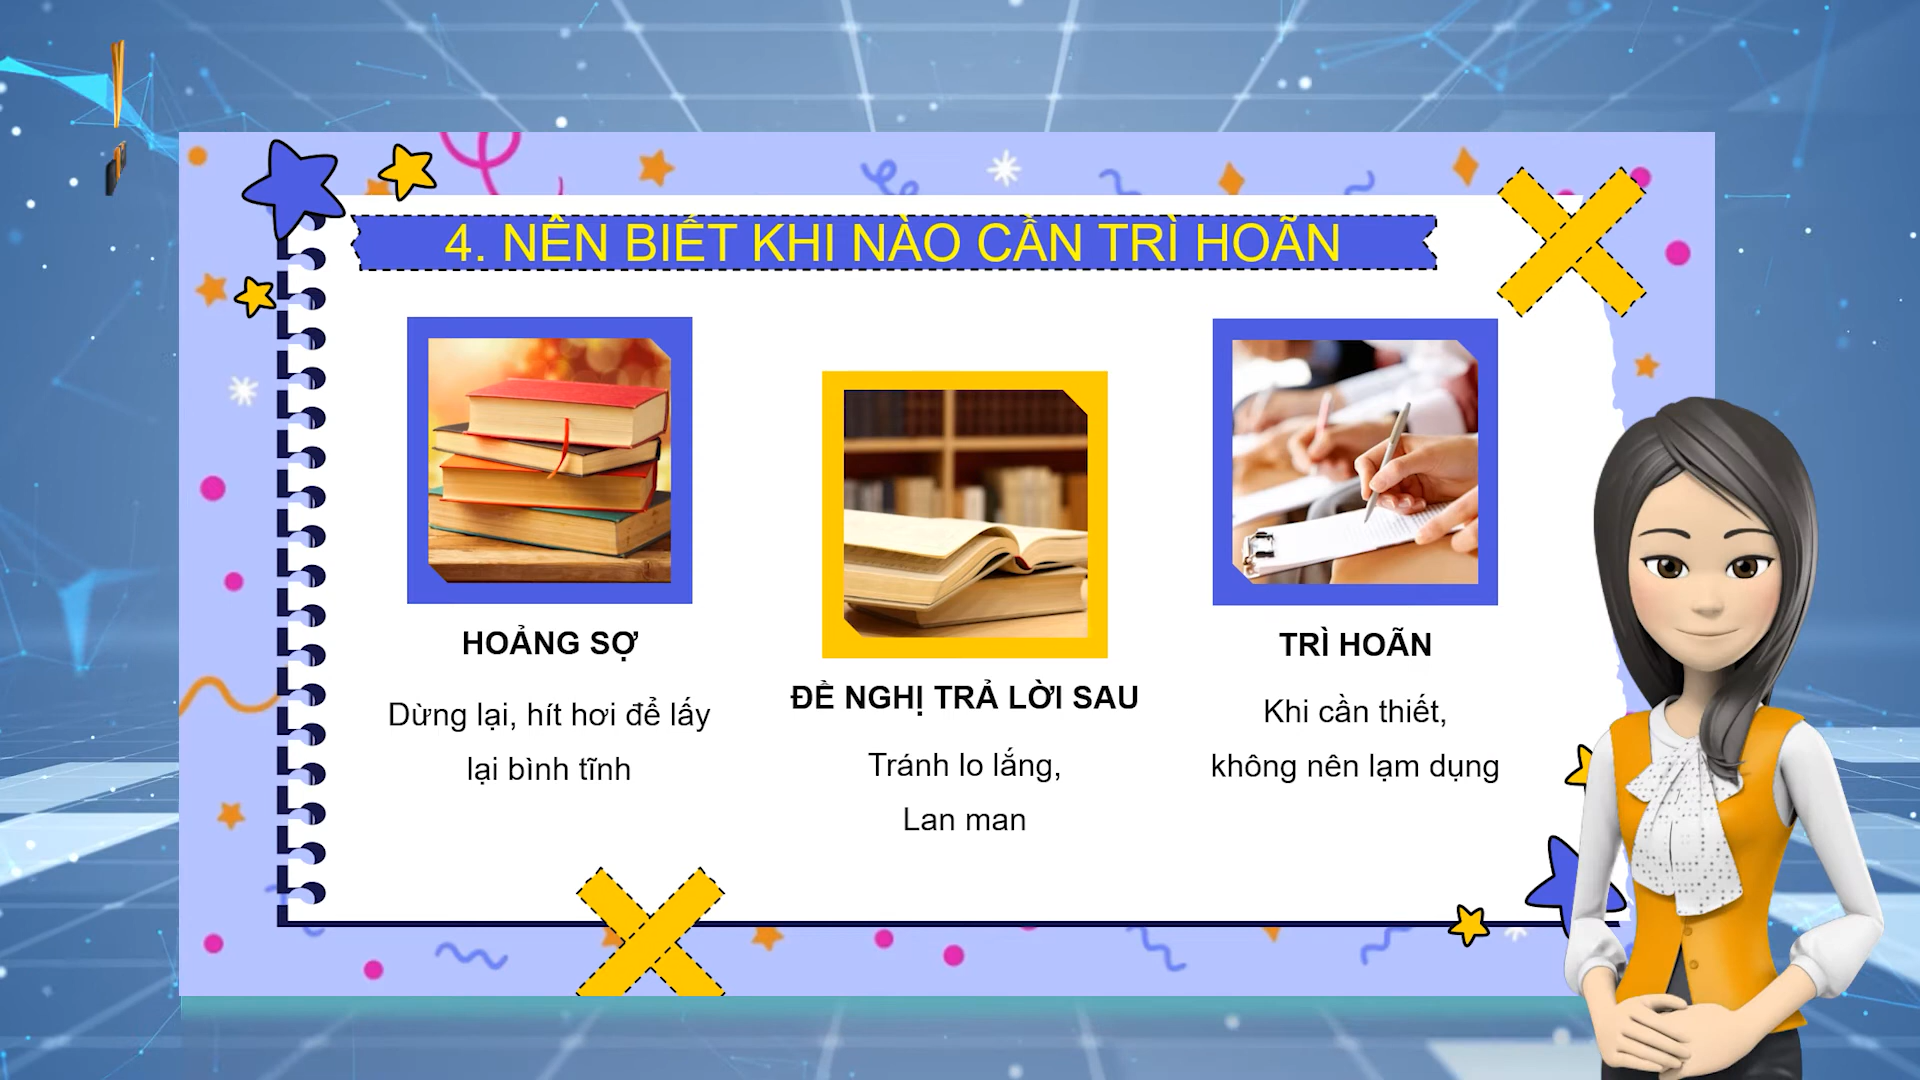 4. NÊN BIẾT KHI NÀO CẦN TRÌ HOÃN
HOẢNG SỢ
Dừng lại, hít hơi để lấy
lại bình tĩnh
ĐỀ NGHỊ TRẢ LỜI SAU
Tránh lo lắng,
Lan man
TRÌ HOÃN
Khi cần thiết,
không nên lạm dụng